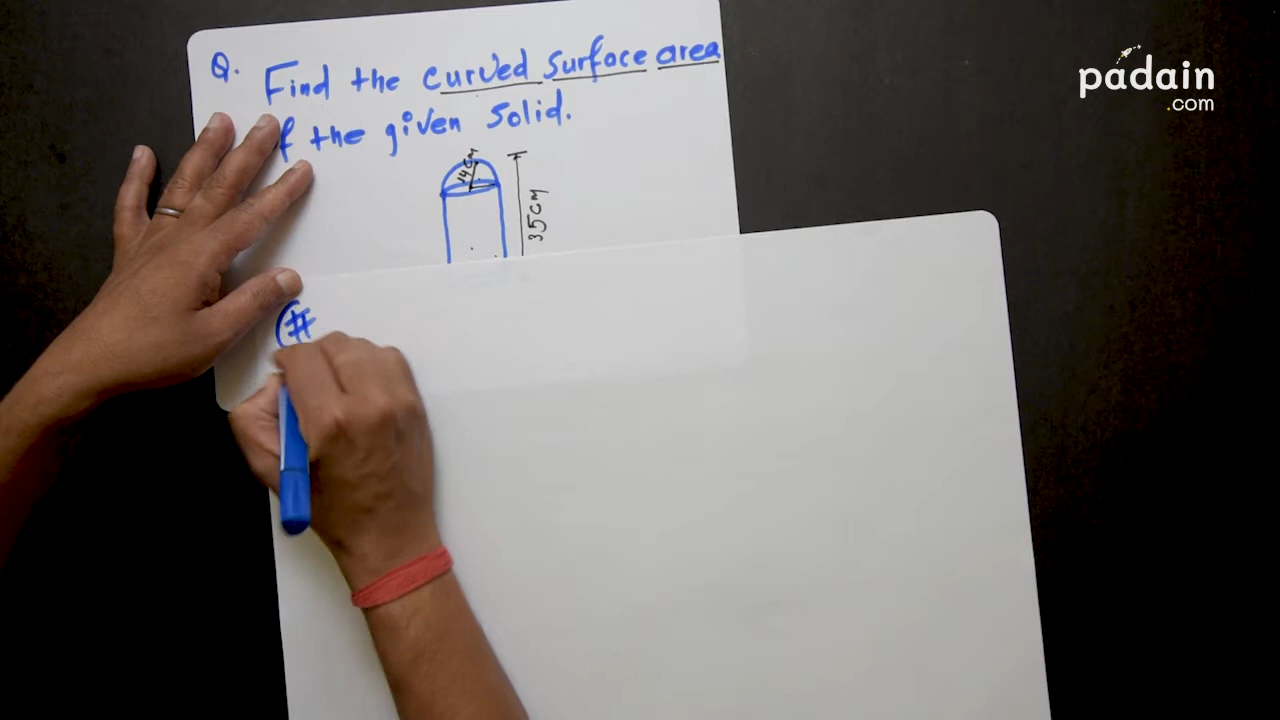 Q. Find the curved surface area
of the given solid.
14cm
35cm
#
padain
.com